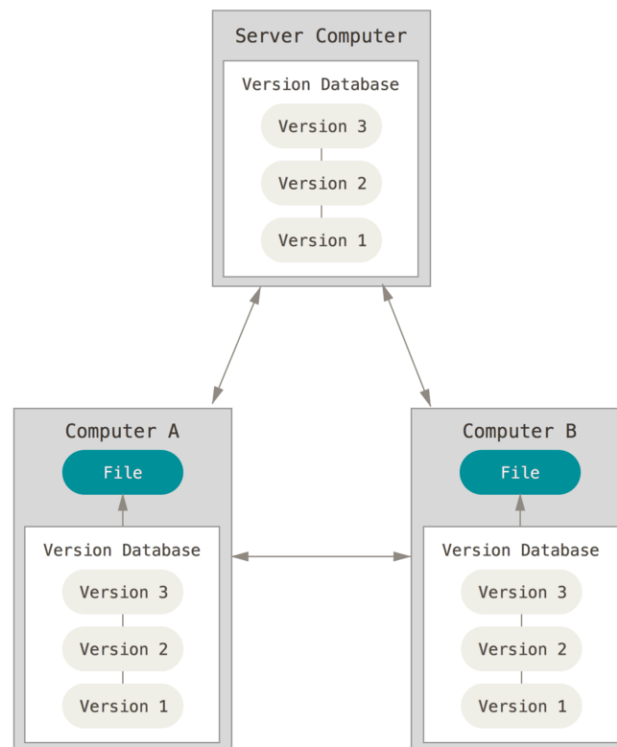 Server Computer
Version Database
Version 3
Version 2
Version 1
Computer A
File
Version Database
Version 3
Version 2
Version 1
Computer B
File
Version Database
Version 3
Version 2
Version 1